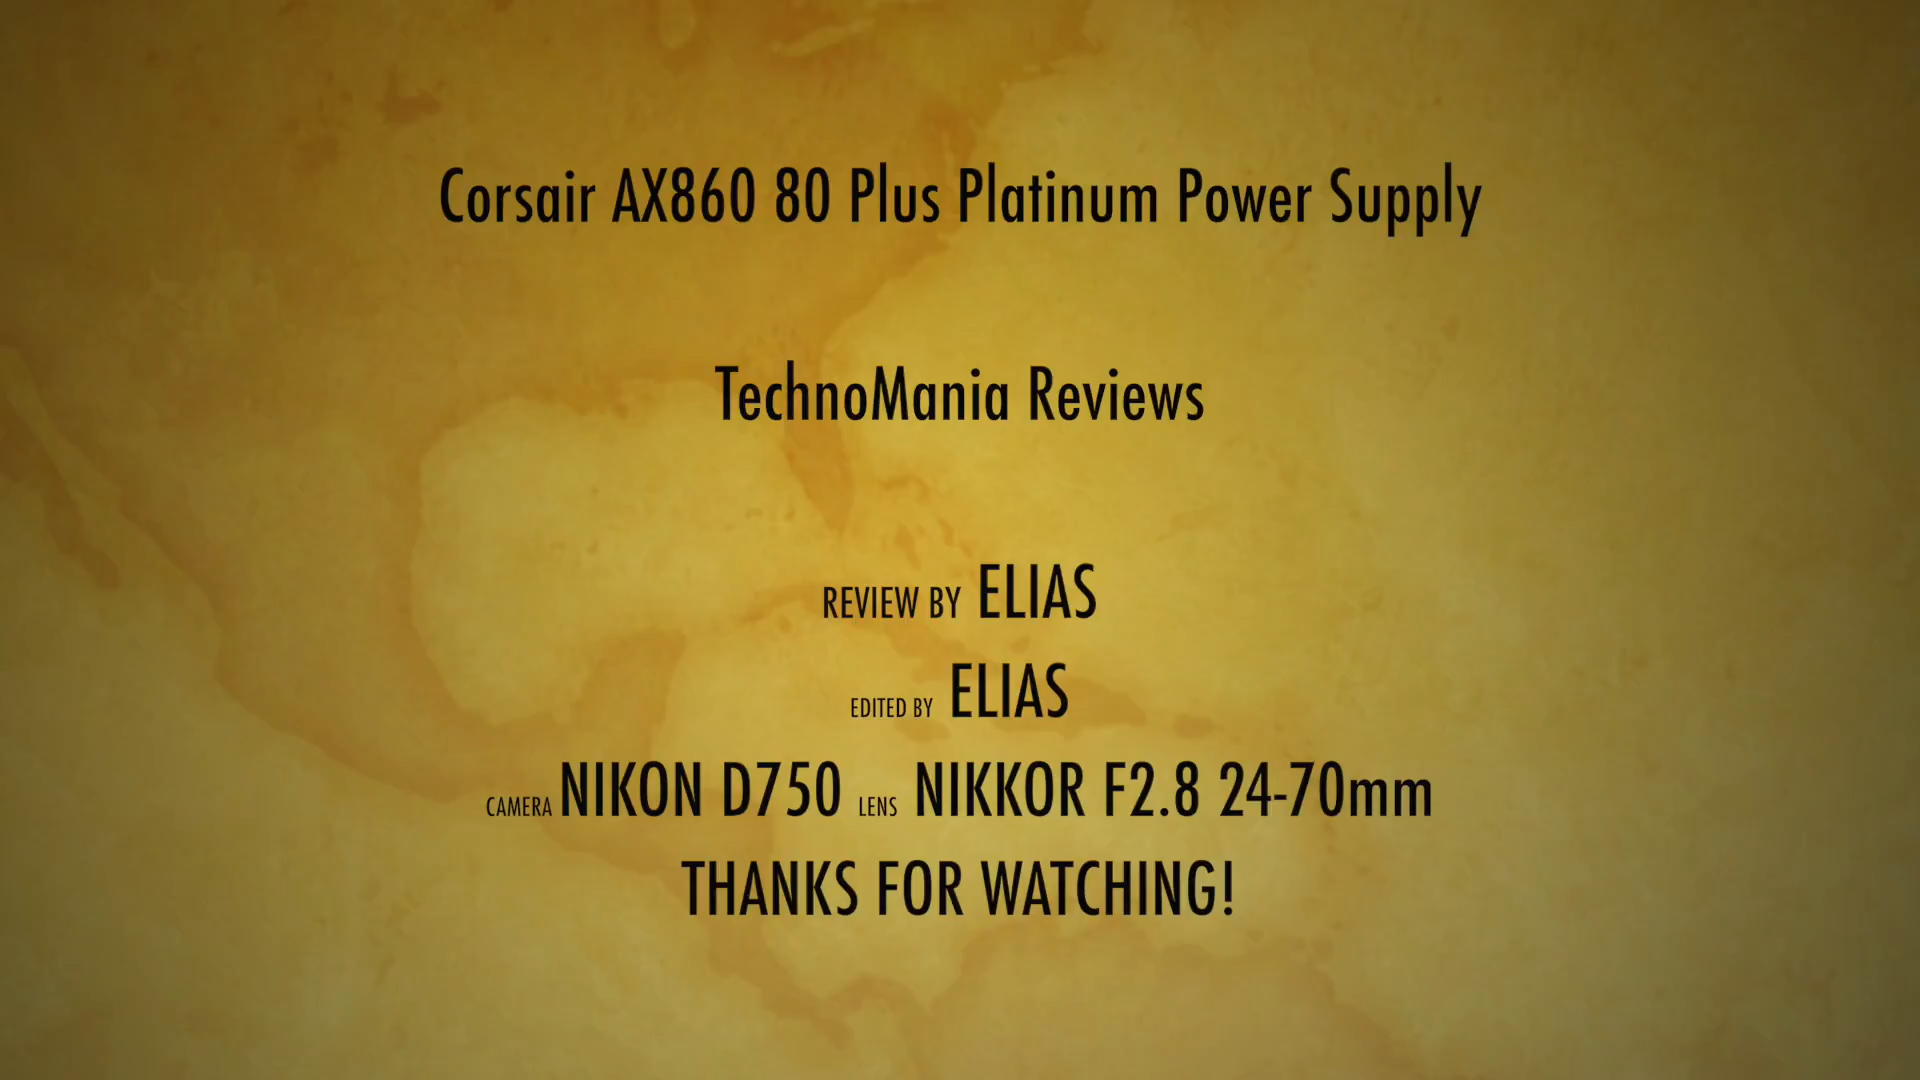 Corsair AX860 80 Plus Platinum Power Supply
TechnoMania Reviews
REVIEW BY ELIAS
EDITED BY ELIAS
CAMERA NIKON D750 LENS NIKKOR F2.8 24-70mm
THANKS FOR WATCHING!